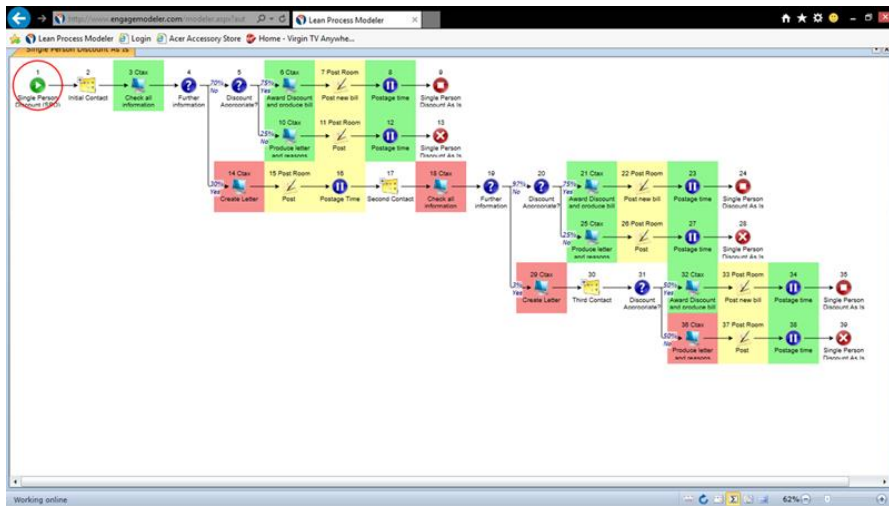 http://www.engagemodeler.com/modeler.aspx?aut
Lean Process Modeler
Lean Process Modeler
Login
Acer Accessory Store
Home - Virgin TV Anywhe...
Single Person Discount As Is
1
Single Person
2
Initial Contact
3 Ctax
Check all
information
4
Further
information
70%
No
5
Discount
Appropriate?
75%
Yes
6 Ctax
Award Discount
and produce bill
7 Post Room
Post new bill
8
Postage time
9
Single Person
Discount As Is
25%
No
10 Ctax
Produce letter
and reasons
11 Post Room
Post
12
Postage time
13
Single Person
Discount As Is
30%
Yes
14 Ctax
Create Letter
15 Post Room
Post
16
Postage Time
17
Second Contact
18 Ctax
Check all
information
19
Further
information
97%
No
20
Discount
Appropriate?
75%
Yes
21 Ctax
Award Discount
and produce bill
22 Post Room
Post new bill
23
Postage time
24
Single Person
Discount As Is
25%
No
25 Ctax
Produce letter
and reasons
26 Post Room
Post
27
Postage time
28
Single Person
Discount As Is
3%
Yes
29 Ctax
Create Letter
30
Third Contact
31
Discount
Appropriate?
50%
Yes
32 Ctax
Award Discount
and produce bill
33 Post Room
Post new bill
34
Postage time
35
Single Person
Discount As Is
50%
No
36 Ctax
Produce letter
and reasons
37 Post Room
Post
38
Postage time
39
Single Person
Discount As Is
Working online
62%